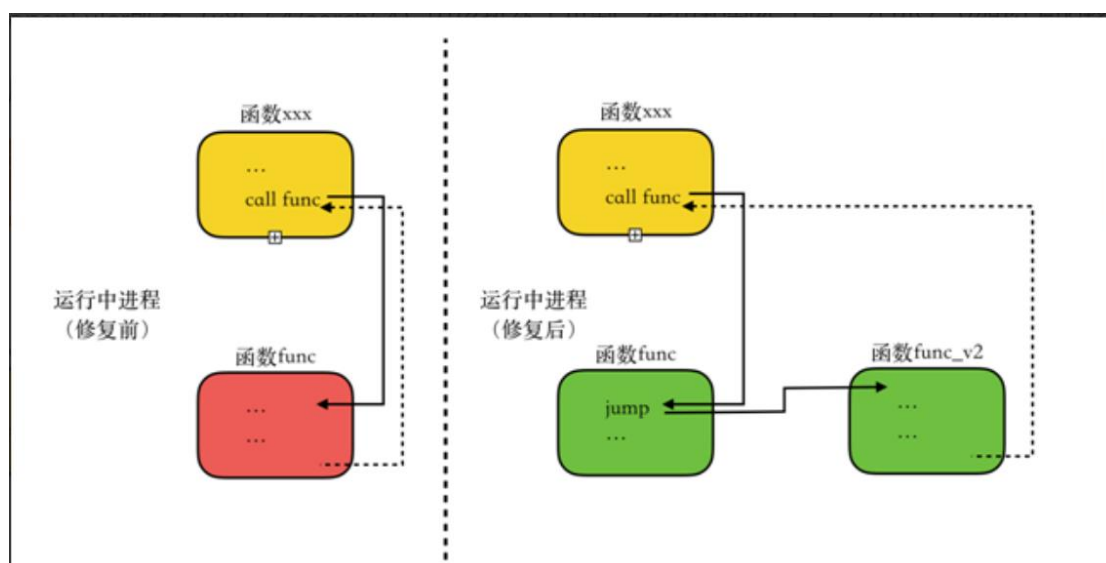 函数xxx
…
call func
运行中进程
（修复前）
函数func
…
…
函数xxx
…
call func
运行中进程
（修复后）
函数func
jump
…
函数func_v2
…
…